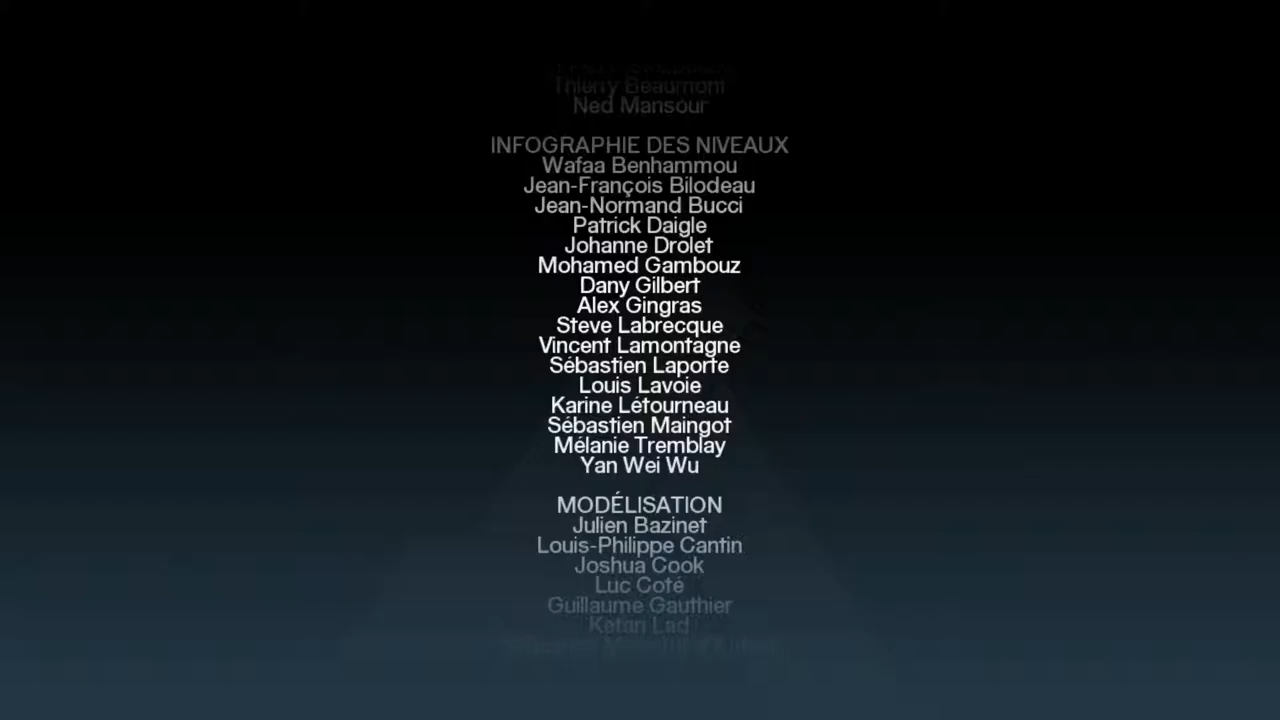 Thierry Beaumont
Ned Mansour
INFOGRAPHIE DES NIVEAUX
Wafaa Benhammou
Jean-François Bilodeau
Jean-Normand Bucci
Patrick Daigle
Johanne Drolet
Mohamed Gambouz
Dany Gilbert
Alex Gingras
Steve Labrecque
Vincent Lamontagne
Sébastien Laporte
Louis Lavoie
Karine Létourneau
Sébastien Maingot
Mélanie Tremblay
Yan Wei Wu
MODÉLISATION
Julien Bazinet
Louis-Philippe Cantin
Joshua Cook
Luc Coté
Guillaume Gauthier
Ketan Lad